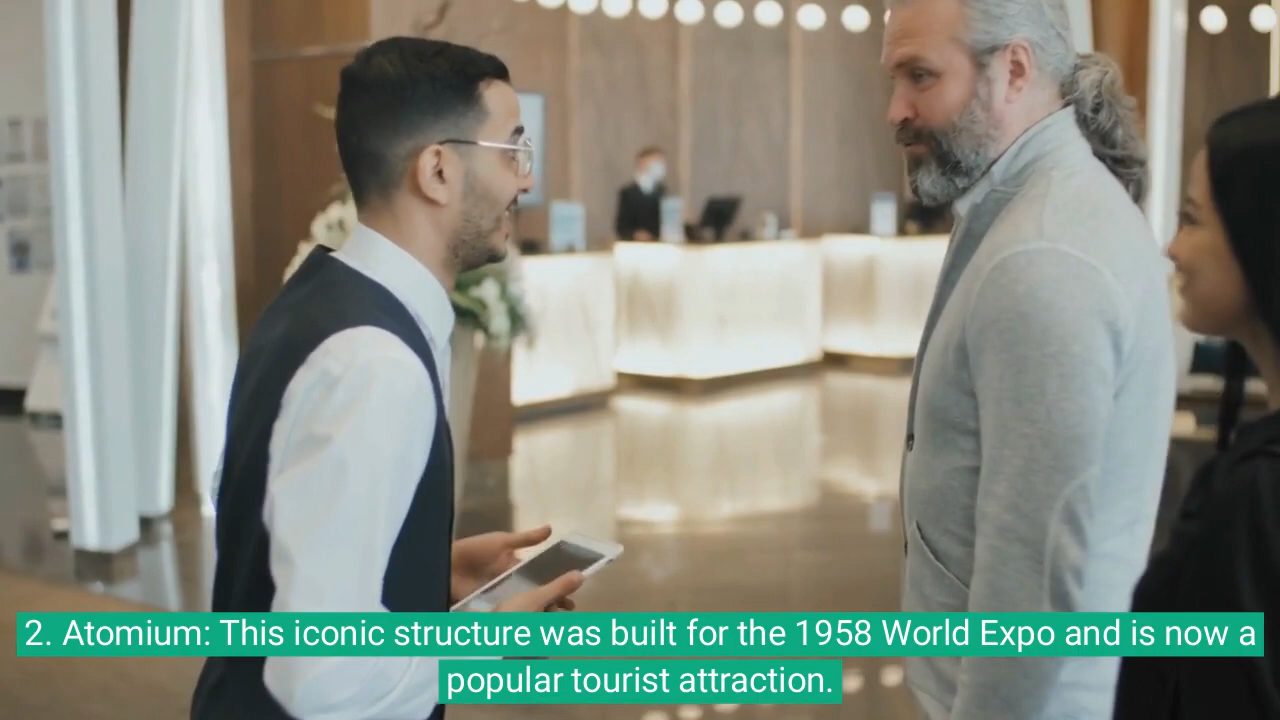 2. Atomium: This iconic structure was built for the 1958 World Expo and is now a
popular tourist attraction.